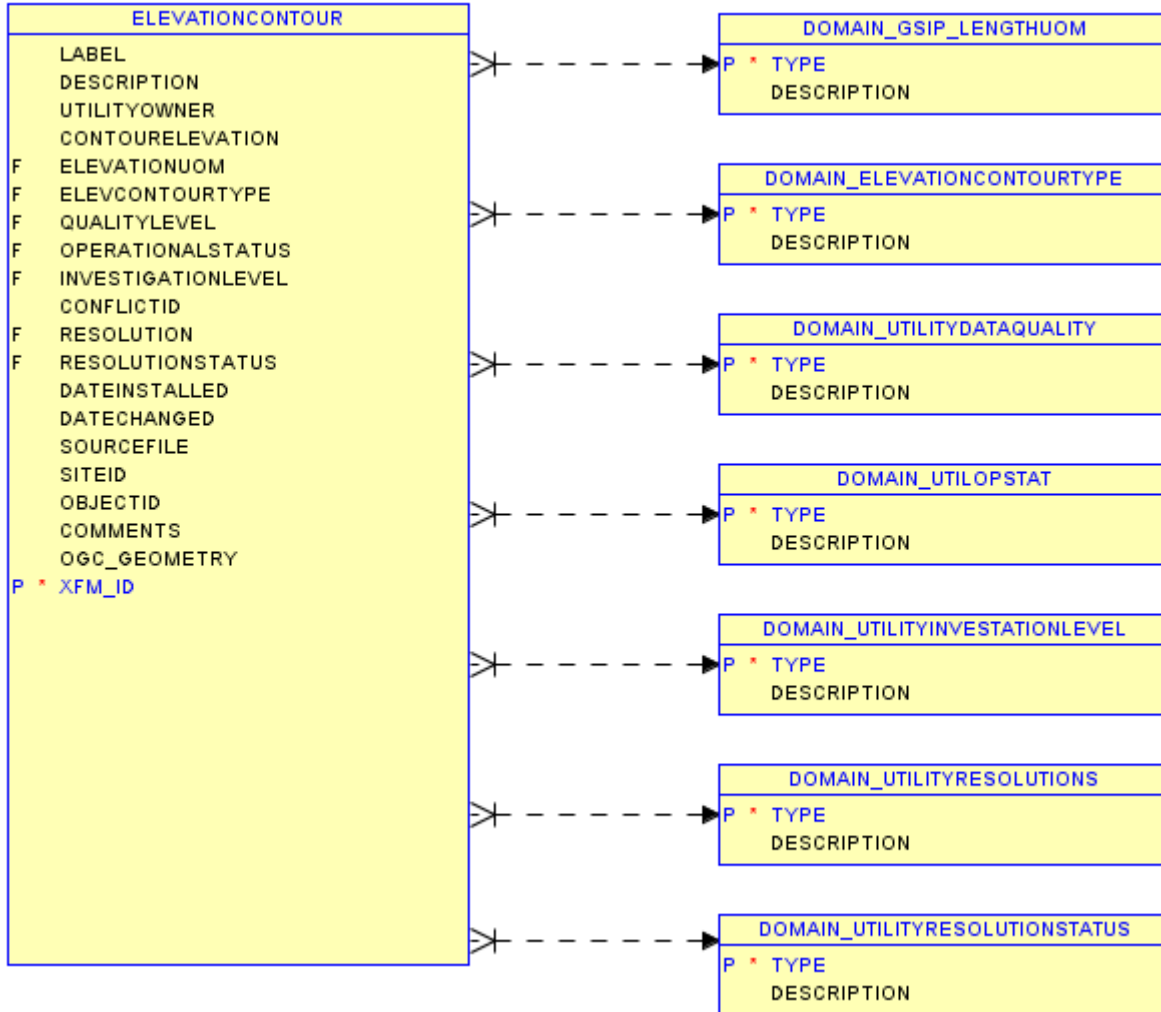 ELEVATIONCONTOUR
LABEL
DESCRIPTION
UTILITYOWNER
CONTOURELEVATION
F ELEVATIONUOM
F ELEVCONTOURTYPE
F QUALITYLEVEL
F OPERATIONALSTATUS
F INVESTIGATIONLEVEL
CONFLICTID
F RESOLUTION
F RESOLUTIONSTATUS
DATEINSTALLED
DATECHANGED
SOURCEFILE
SITEID
OBJECTID
COMMENTS
OGC_GEOMETRY
P * XFM_ID
DOMAIN_GSIP_LENGTHUOM
P * TYPE
DESCRIPTION
DOMAIN_ELEVATIONCONTOURTYPE
P * TYPE
DESCRIPTION
DOMAIN_UTILITYDATAQUALITY
P * TYPE
DESCRIPTION
DOMAIN_UTILOPSTAT
P * TYPE
DESCRIPTION
DOMAIN_UTILITYINVESTATIONLEVEL
P * TYPE
DESCRIPTION
DOMAIN_UTILITYRESOLUTIONS
P * TYPE
DESCRIPTION
DOMAIN_UTILITYRESOLUTIONSTATUS
P * TYPE
DESCRIPTION